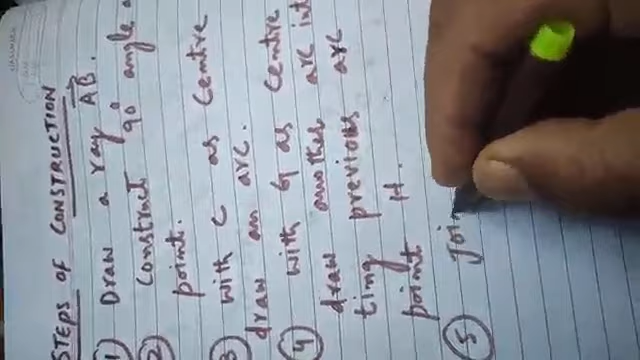 STEPS OF CONSTRUCTION
1 Draw a ray AB.
2 Construct 90° angle
point.
3 with C as centre
draw an arc.
4 with G as centre
draw another arc int
ting previous arc
point H.
5 Joi